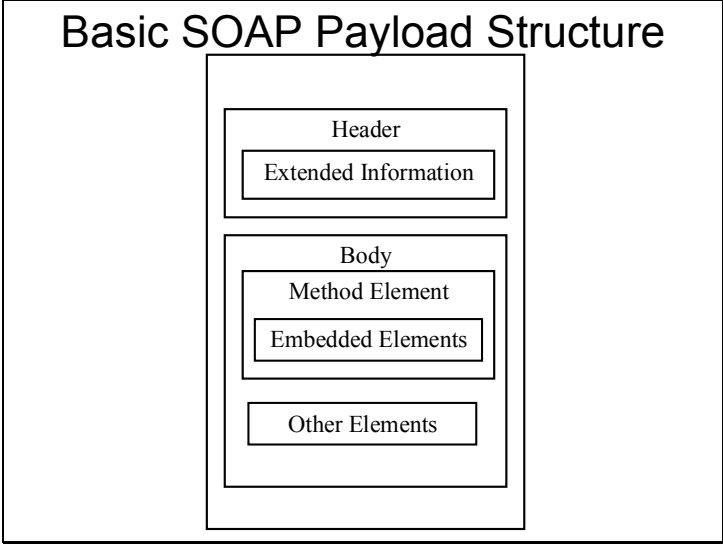 Basic SOAP Payload Structure
Header
Extended Information
Body
Method Element
Embedded Elements
Other Elements